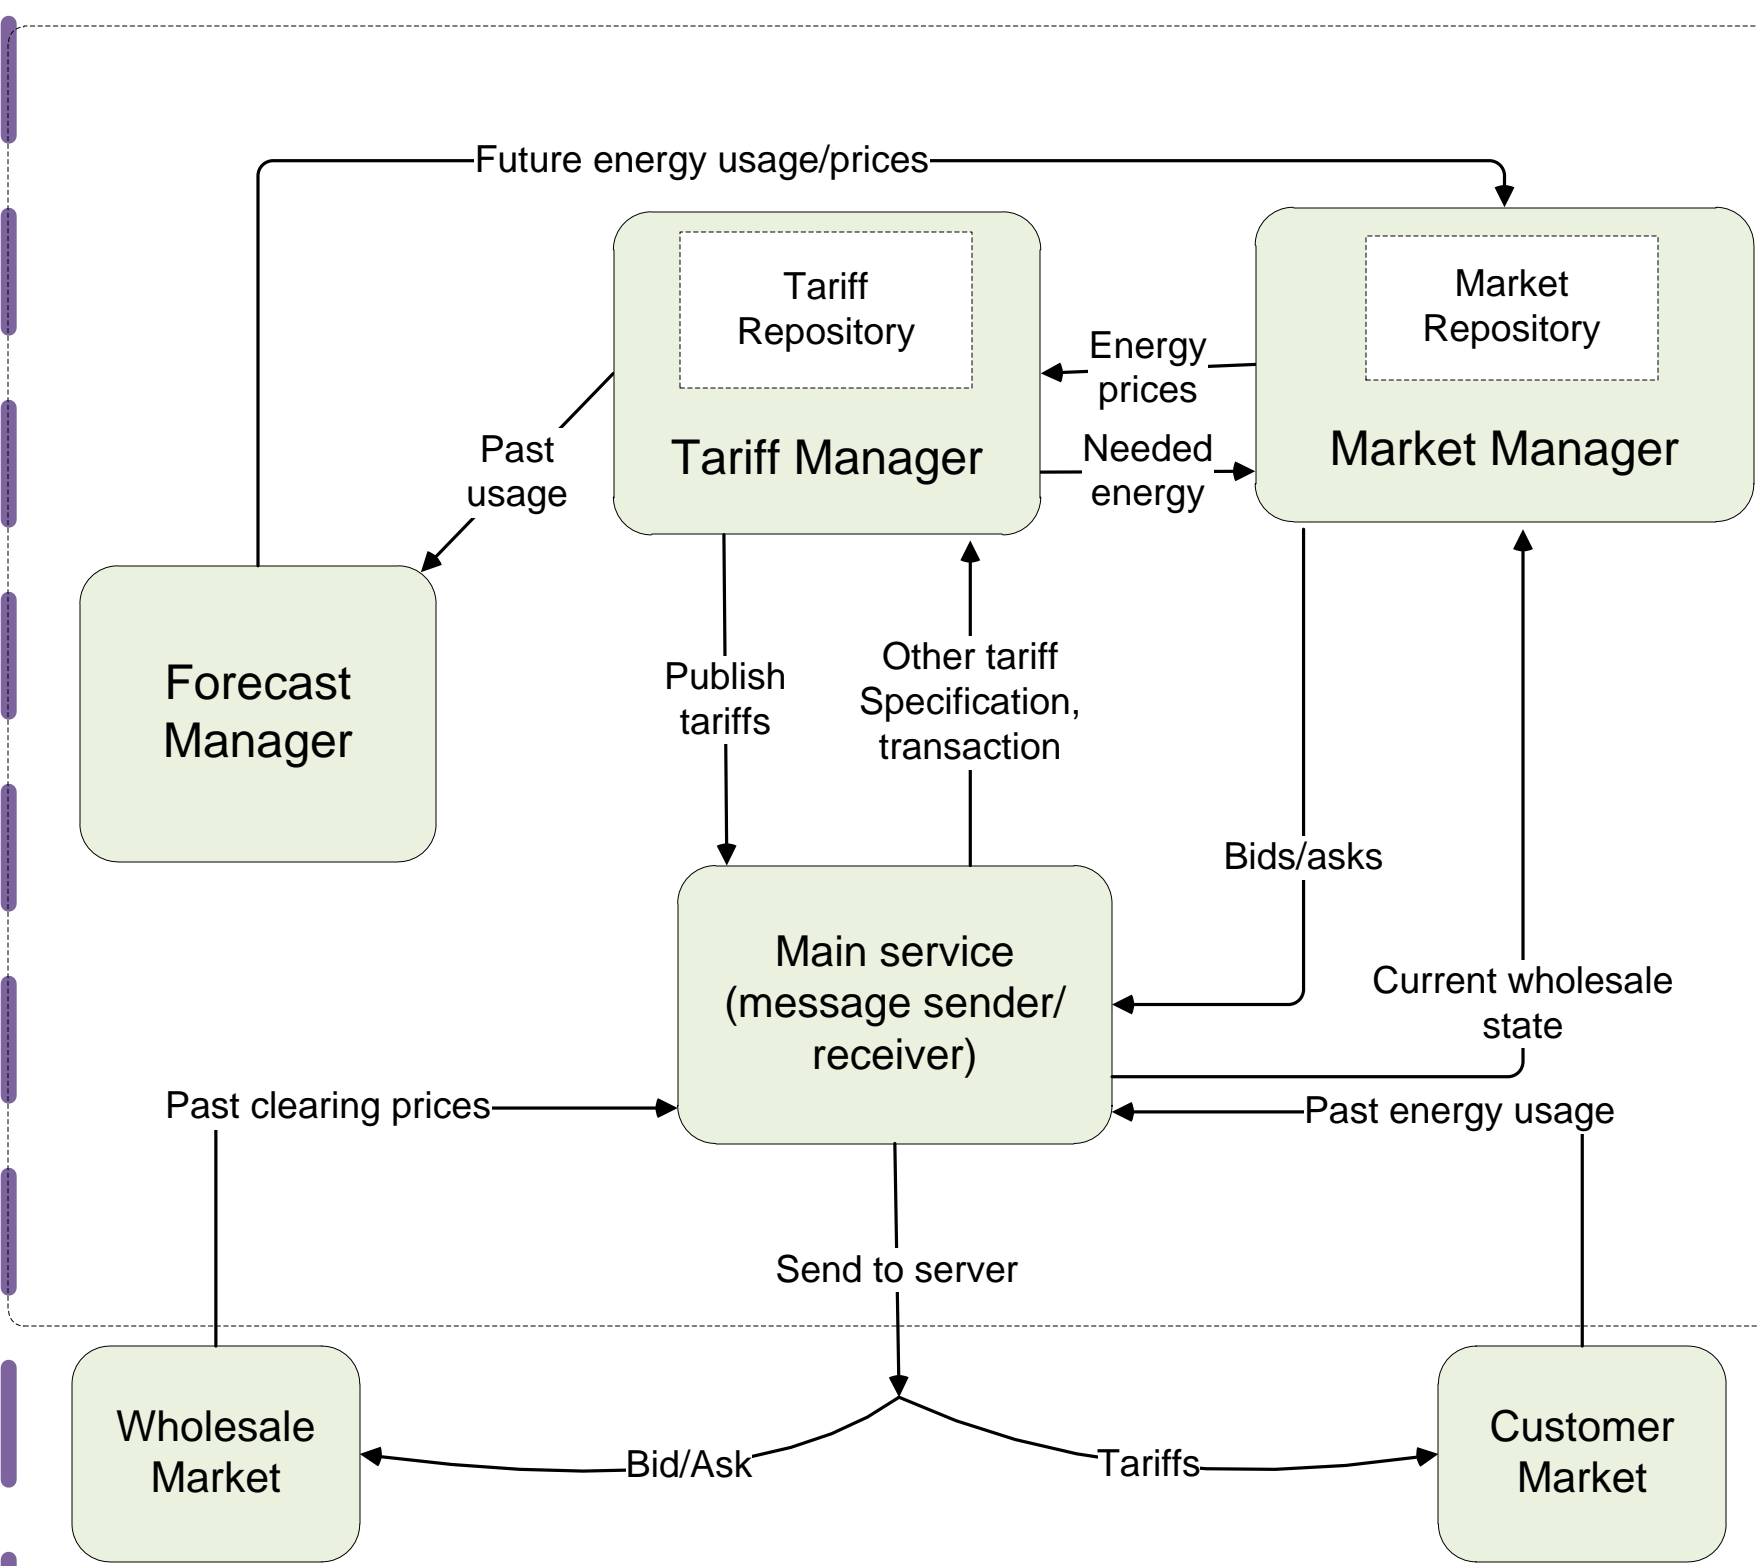 Future energy usage/prices
Tariff
Repository
Tariff Manager
Market
Repository
Market Manager
Energy
prices
Needed
energy
Past
usage
Forecast
Manager
Publish
tariffs
Other tariff
Specification,
transaction
Bids/asks
Main service
(message sender/
receiver)
Current wholesale
state
Past clearing prices
Past energy usage
Send to server
Wholesale
Market
Bid/Ask
Tariffs
Customer
Market